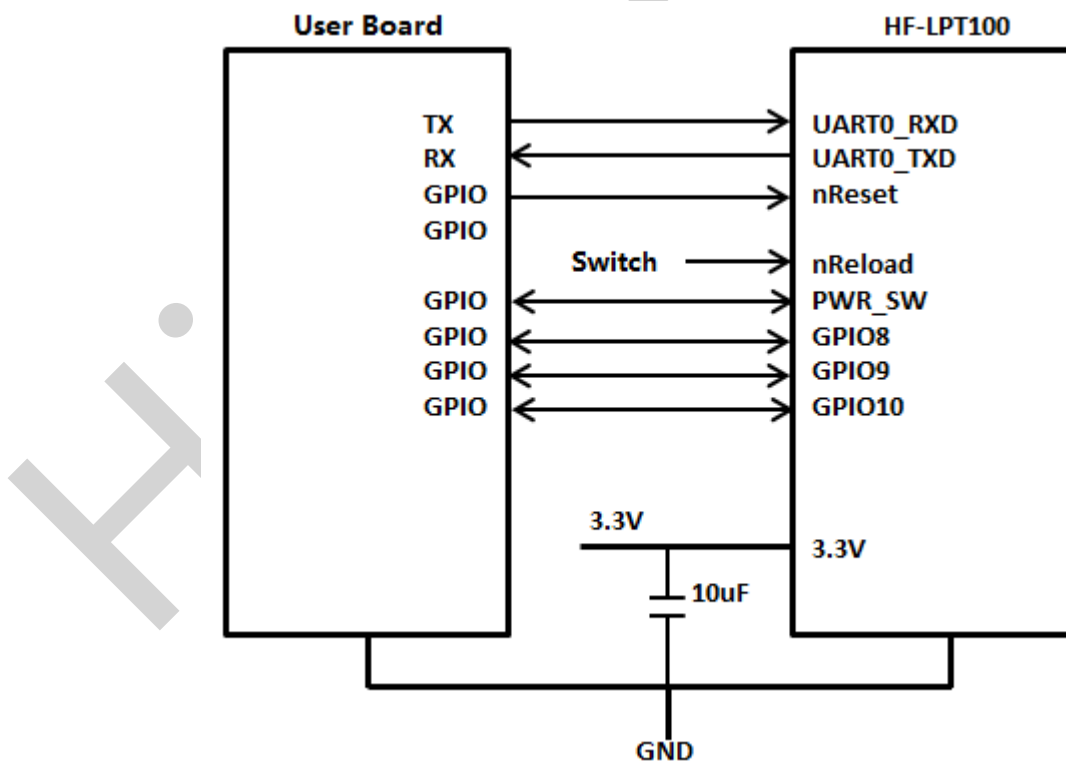 User Board
HF-LPT100
TX
UART0_RXD
RX
UART0_TXD
GPIO
nReset
GPIO
Switch
nReload
GPIO
PWR_SW
GPIO
GPIO8
GPIO
GPIO9
GPIO
GPIO10
3.3V
3.3V
10uF
GND
Hi